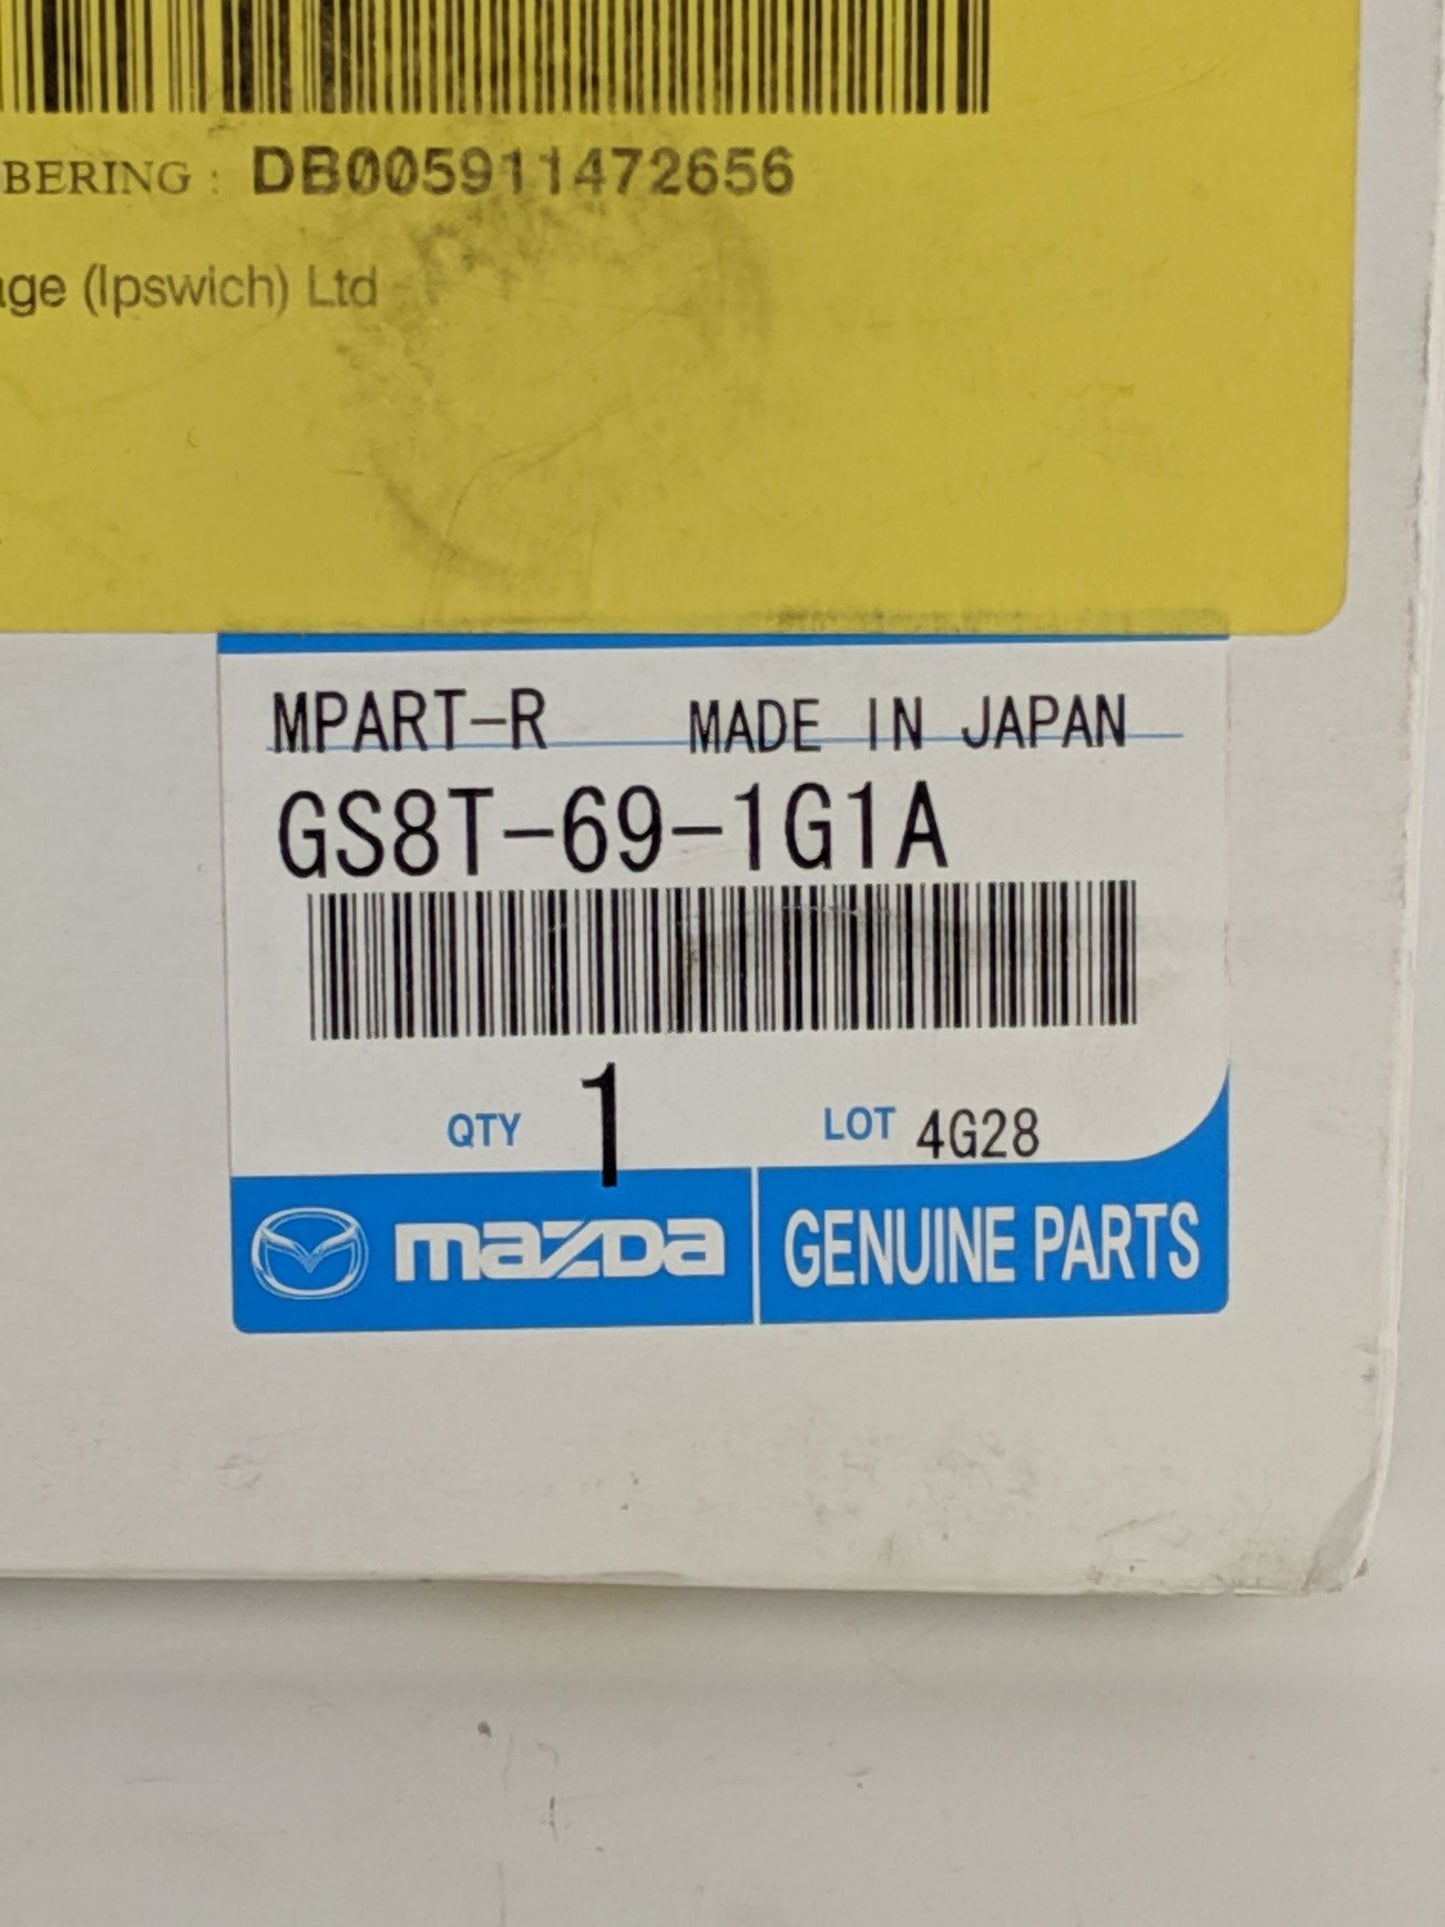 BERING : DB005911472656
age (Ipswich) Ltd
MPART-R MADE IN JAPAN
GS8T-69-1G1A
QTY 1 LOT 4G28
mazda GENUINE PARTS